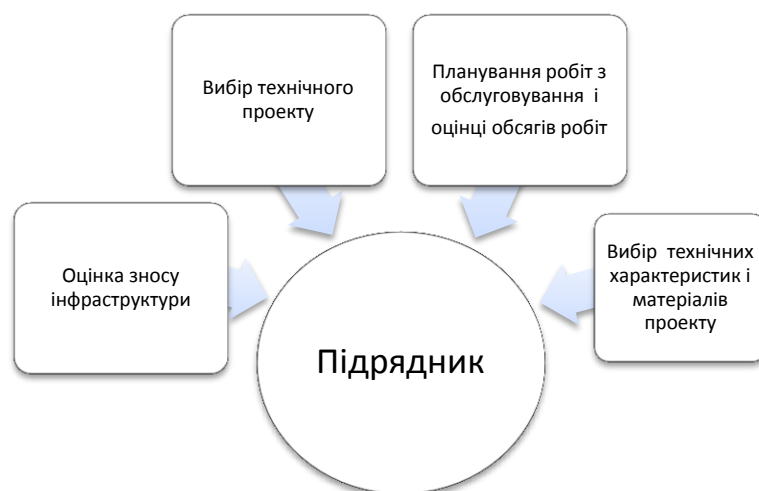 Вибір технічного
проекту
Планування робіт з
обслуговування і
оцінці обсягів робіт
Оцінка зносу
інфраструктури
Вибір технічних
характеристик і
матеріалів
проекту
Підрядник